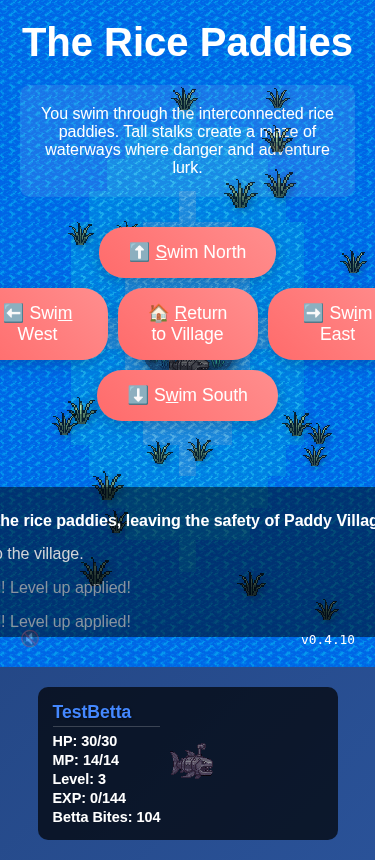 The Rice Paddies
You swim through the interconnected rice
paddies. Tall stalks create a maze of
waterways where danger and adventure
lurk.
⬆️ Swim North
⬅️ Swim
West
🏠 Return
to Village
➡️ Swim
East
⬇️ Swim South
the rice paddies, leaving the safety of Paddy Villag
o the village.
! Level up applied!
! Level up applied!
v0.4.10
TestBetta
HP: 30/30
MP: 14/14
Level: 3
EXP: 0/144
Betta Bites: 104